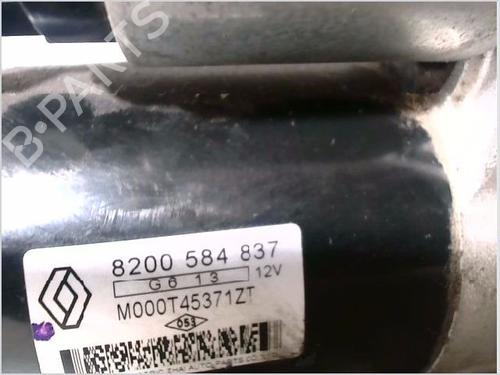 B-PARTS
8200 584 837
G6 13 12V
M000T45371ZT
053